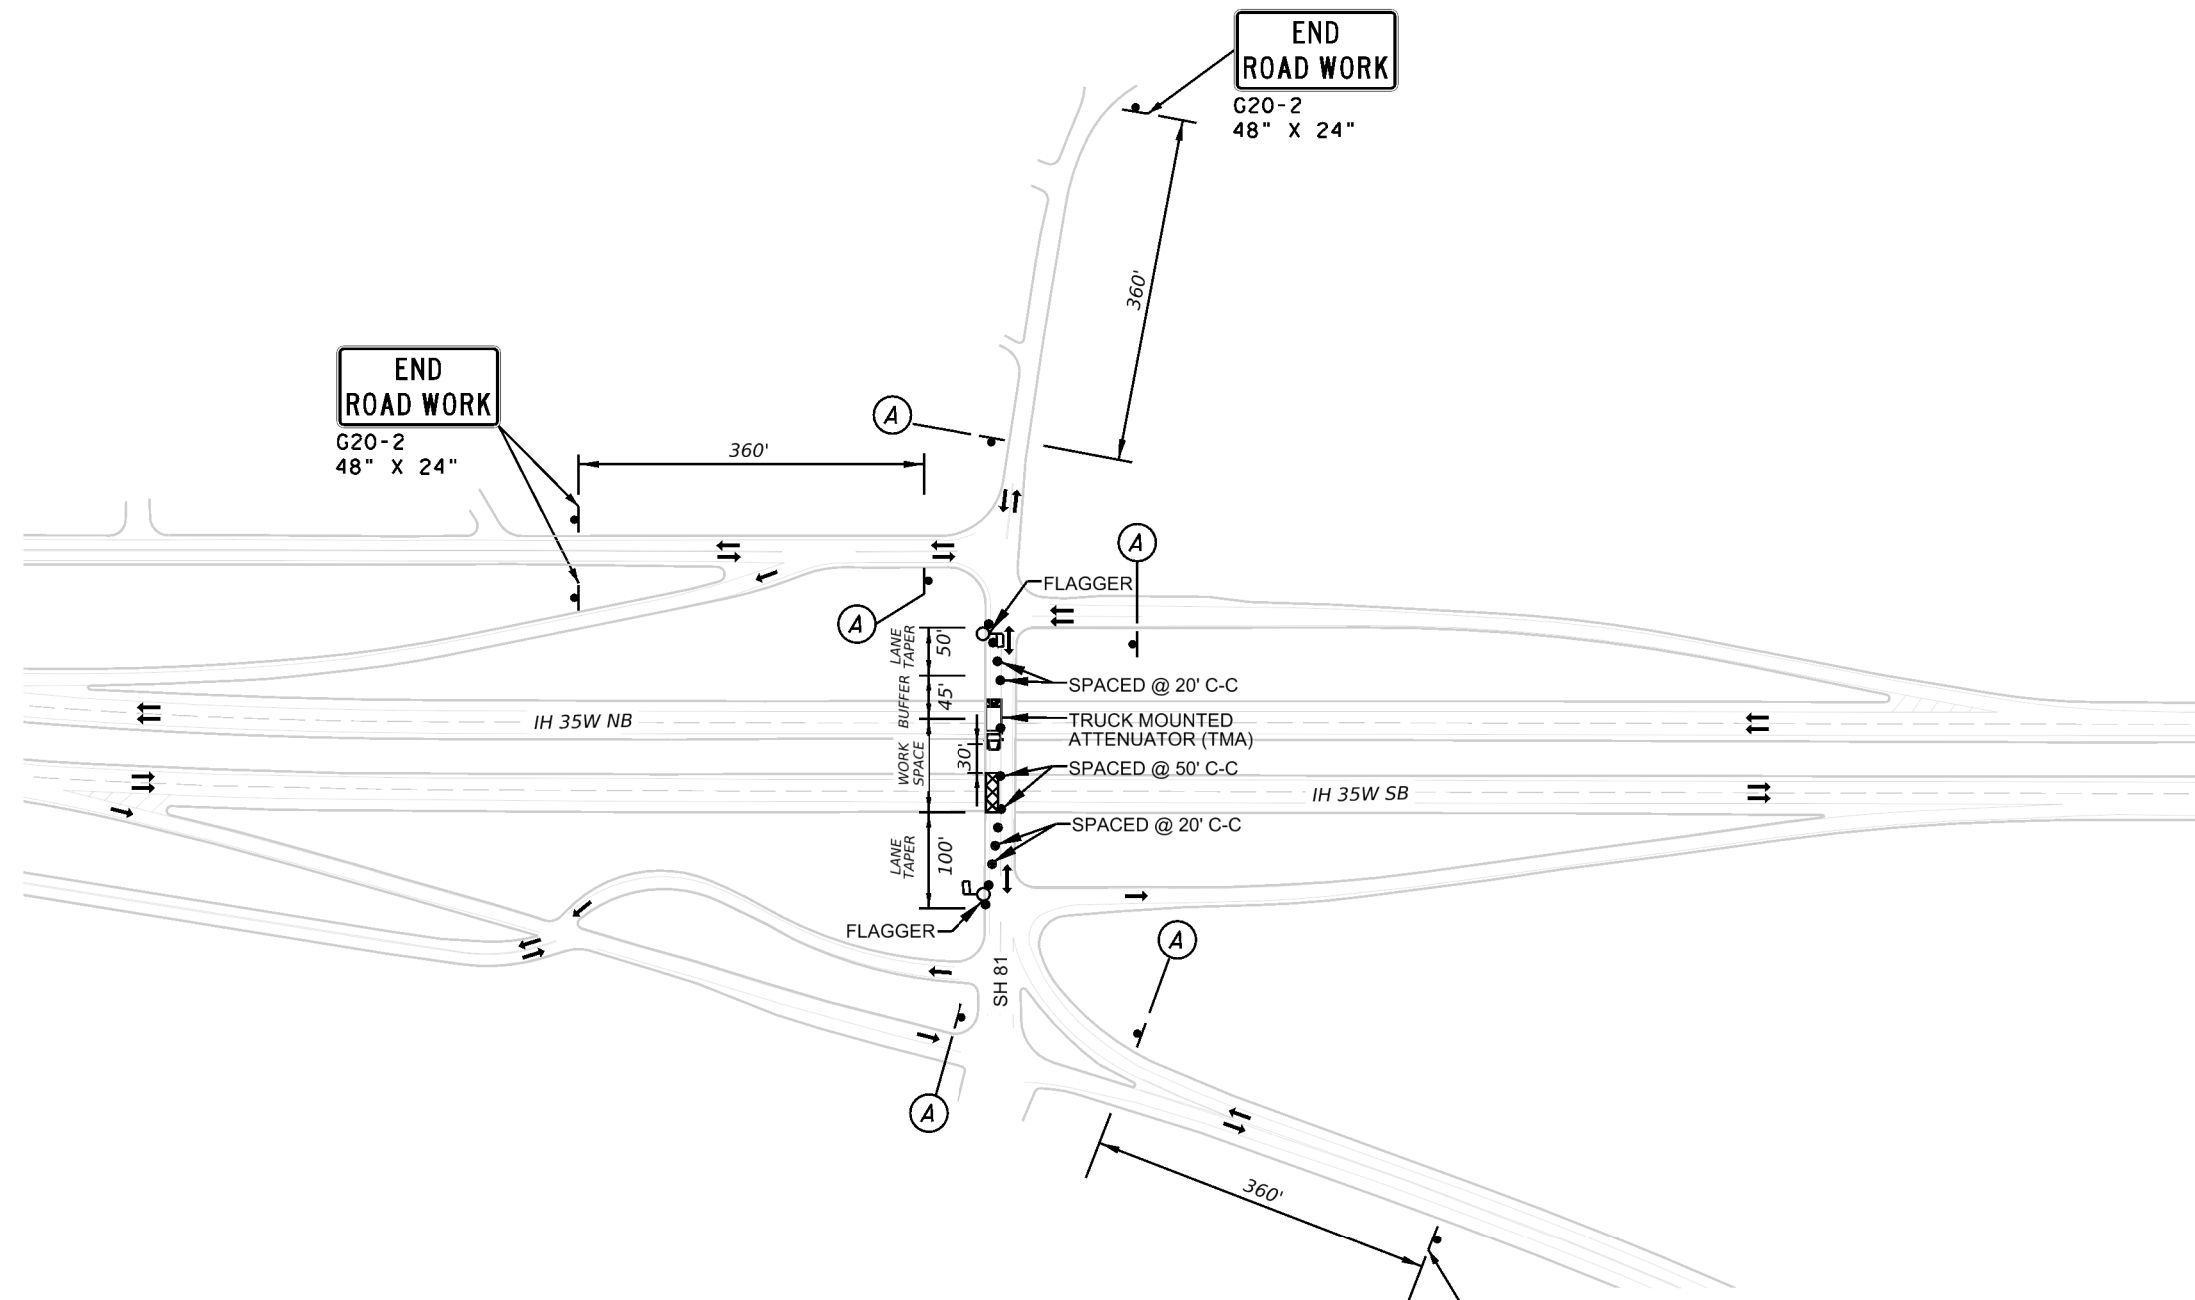 END
ROAD WORK
G20-2
48" X 24"
360'
END
ROAD WORK
G20-2
48" X 24"
A
360'
A
FLAGGER
A
LANE
TAPER
50'
SPACED @ 20' C-C
BUFFER
45'
IH 35W NB
TRUCK MOUNTED
ATTENUATOR (TMA)
WORK
SPACE
30'
SPACED @ 50' C-C
IH 35W SB
SPACED @ 20' C-C
LANE
TAPER
100'
FLAGGER
A
SH 81
A
360'